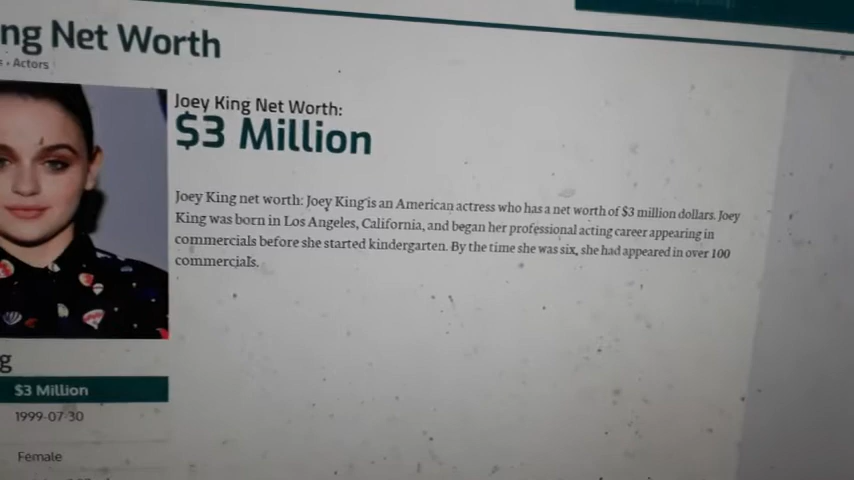 ng Net Worth
s • Actors
Joey King Net Worth:
$3 Million
Joey King net worth: Joey King is an American actress who has a net worth of $3 million dollars. Joey
King was born in Los Angeles, California, and began her professional acting career appearing in
commercials before she started kindergarten. By the time she was six, she had appeared in over 100
commercials.
g
$3 Million
1999-07-30
Female